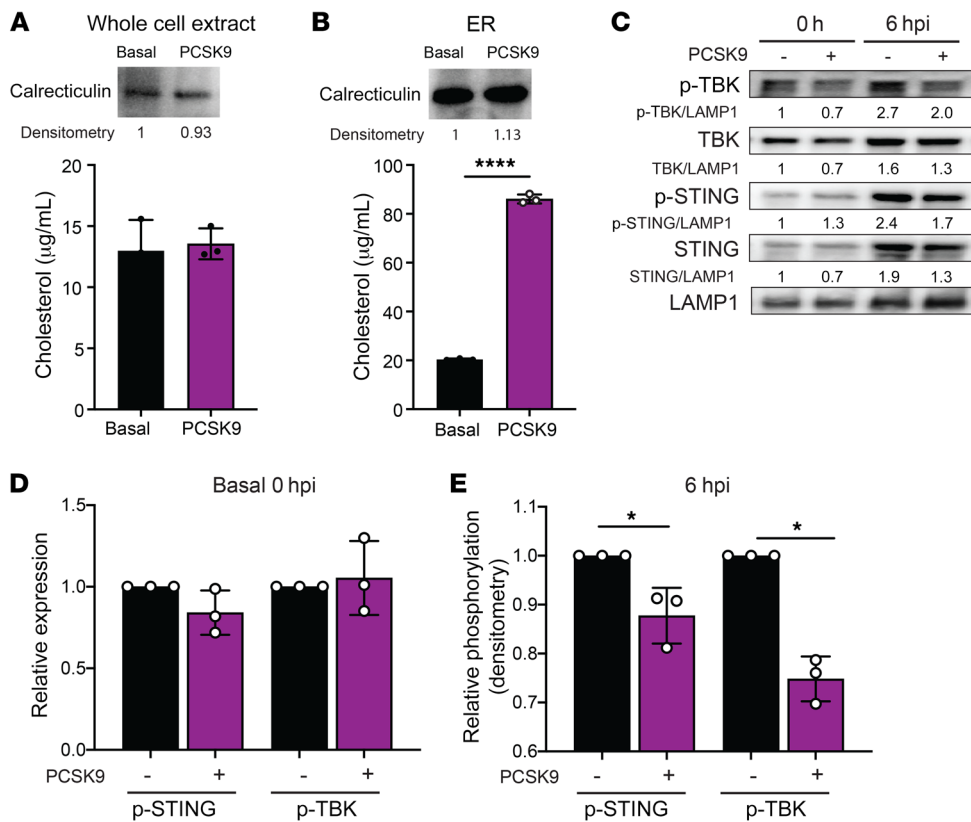 A
Whole cell extract
Basal PCSK9
Calrecticulin
Densitometry 1 0.93
Cholesterol (µg/mL)
20
15
10
5
0
Basal PCSK9
B
ER
Basal PCSK9
Calrecticulin
Densitometry 1 1.13
Cholesterol (µg/mL)
100
80
60
40
20
0
****
Basal PCSK9
C
0 h 6 hpi
PCSK9 - + - +
p-TBK
p-TBK/LAMP1 1 0.7 2.7 2.0
TBK
TBK/LAMP1 1 0.7 1.6 1.3
p-STING
p-STING/LAMP1 1 1.3 2.4 1.7
STING
STING/LAMP1 1 0.7 1.9 1.3
LAMP1
D
Basal 0 hpi
Relative expression
1.5
1.0
0.5
0.0
PCSK9 - + - +
p-STING p-TBK
E
6 hpi
Relative phosphorylation
(densitometry)
1.1
1.0
0.9
0.8
0.7
0.6
* *
PCSK9 - + - +
p-STING p-TBK